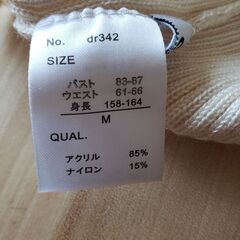 No. dr342
SIZE
バスト 83-87
ウエスト 61-66
身長 158-164
M
QUAL.
アクリル 85%
ナイロン 15%